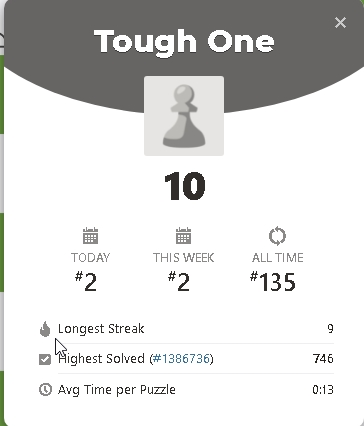 Tough One
10
TODAY THIS WEEK ALL TIME
#2 #2 #135
Longest Streak 9
Highest Solved (#1386736) 746
Avg Time per Puzzle 0:13